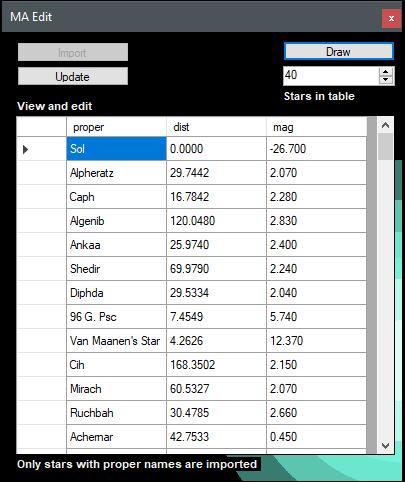 MA Edit x
Import Draw
Update 40
Stars in table
View and edit
proper dist mag
Sol 0.0000 -26.700
Alpheratz 29.7442 2.070
Caph 16.7842 2.280
Algenib 120.0480 2.830
Ankaa 25.9740 2.400
Shedir 69.9790 2.240
Diphda 29.5334 2.040
96 G. Psc 7.4549 5.740
Van Maanen's Star 4.2626 12.370
Cih 168.3502 2.150
Mirach 60.5327 2.070
Ruchbah 30.4785 2.660
Achernar 42.7533 0.450
Only stars with proper names are imported